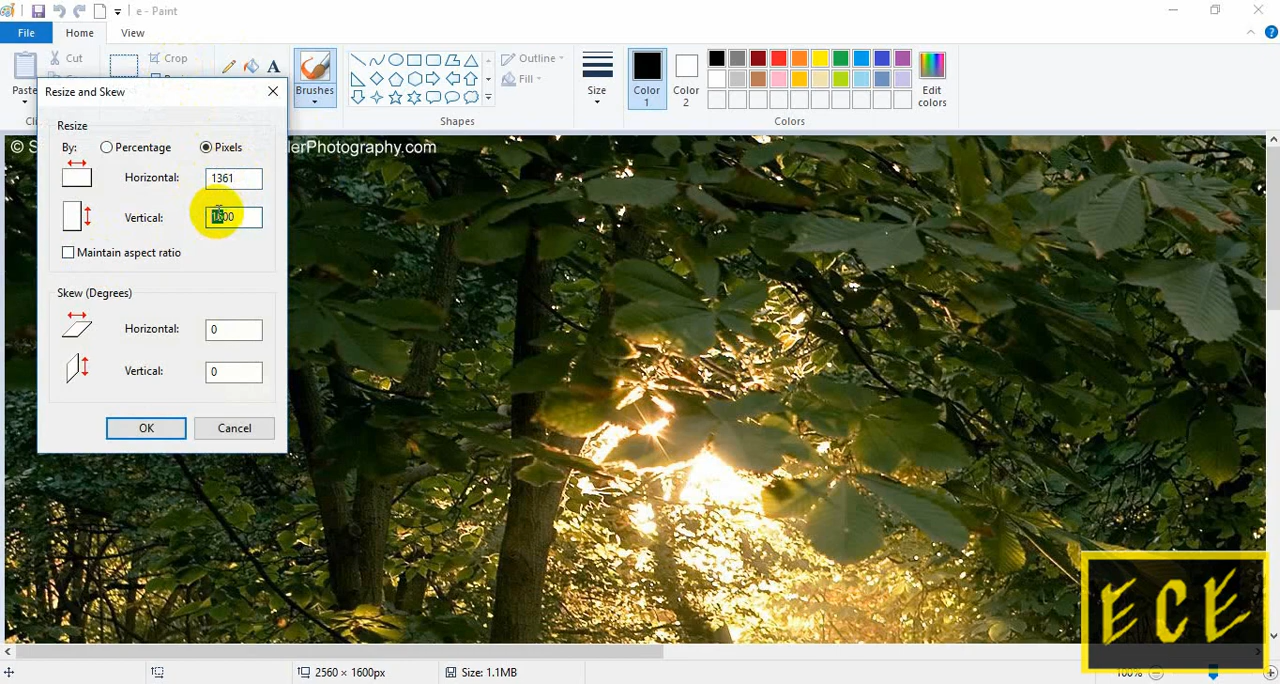 e - Paint
File
Home
View
Paste
Cut
Crop
Brushes
Outline
Fill
Shapes
Size
Color 1
Color 2
Edit colors
Colors
Resize and Skew
Resize
By:
Percentage
Pixels
Horizontal:
1361
Vertical:
1600
Maintain aspect ratio
Skew (Degrees)
Horizontal:
0
Vertical:
0
OK
Cancel
© S
lerPhotography.com
ECE
2560 × 1600px
Size: 1.1MB
100%